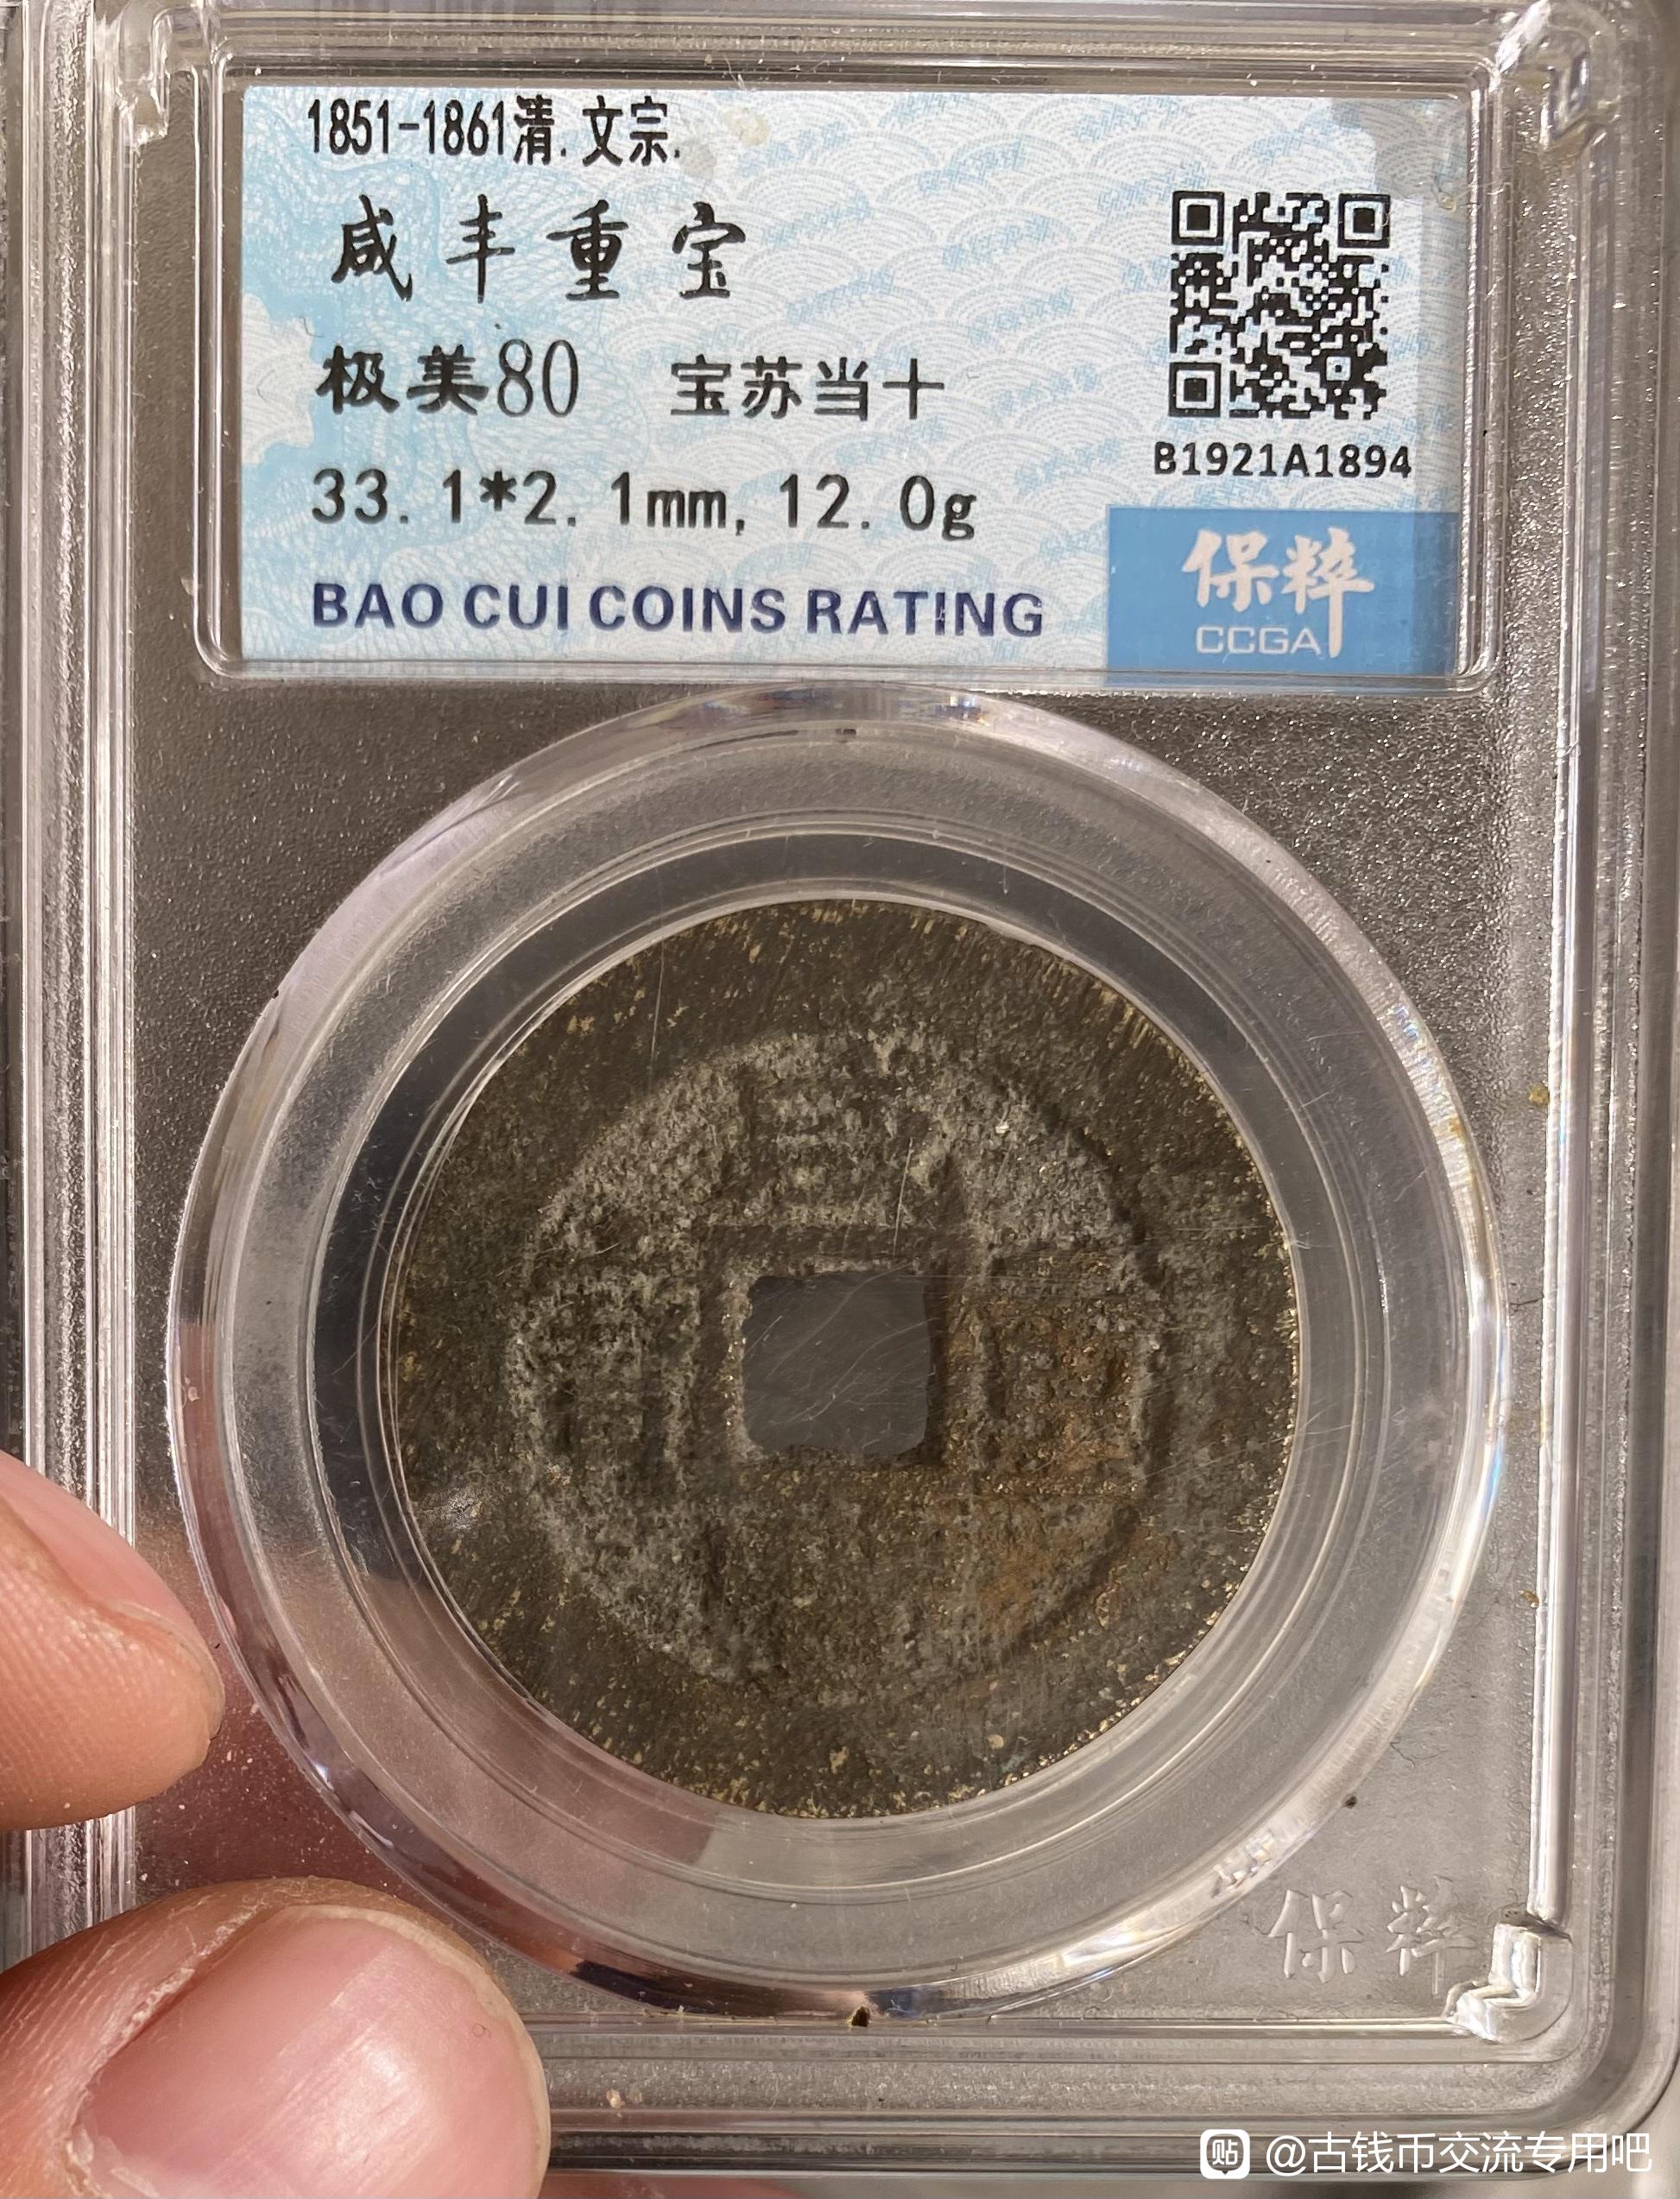 1851-1861清.文宗.
咸丰重宝
极美80 宝苏当十
33.1*2.1mm,12.0g
BAO CUI COINS RATING
B1921A1894
保粹
CCGA
保粹
贴 @古钱币交流专用吧